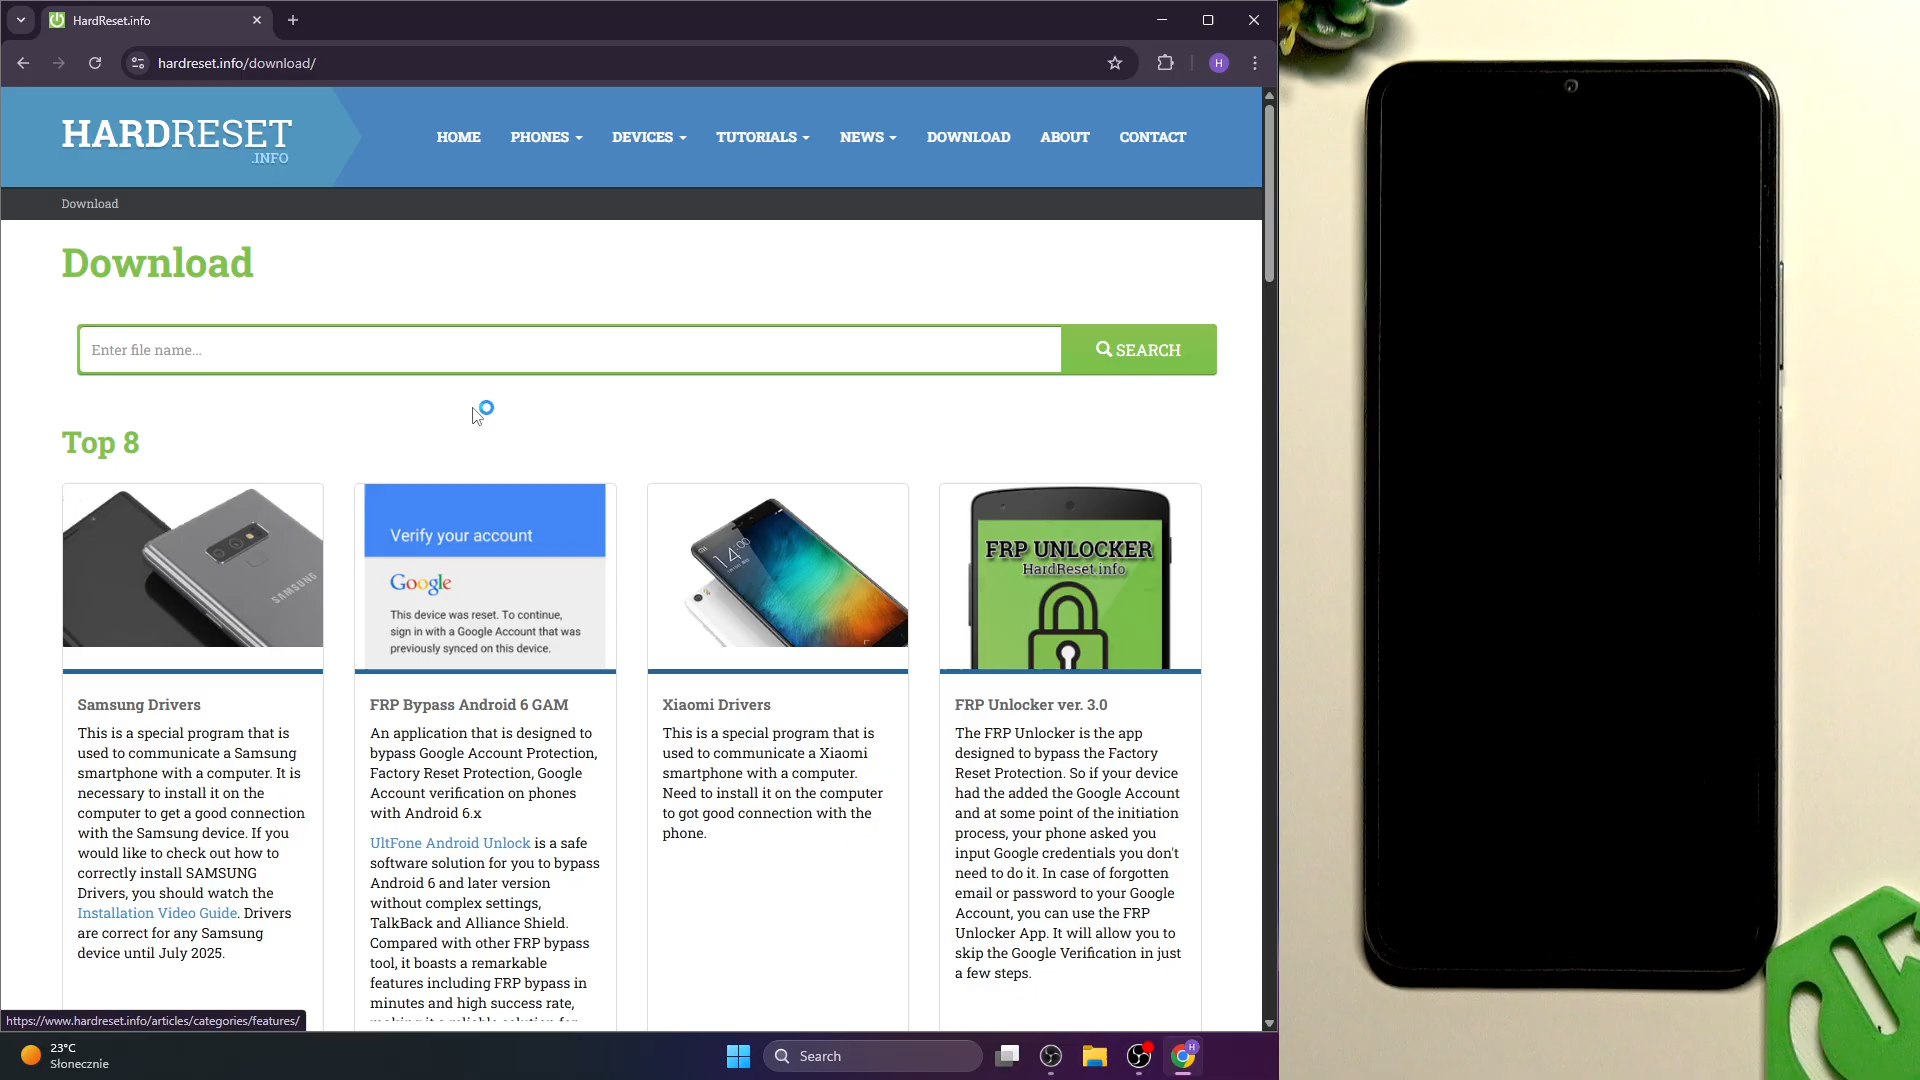 HardReset.info
hardreset.info/download/
H
HARDRESET
.INFO
HOME PHONES DEVICES TUTORIALS NEWS DOWNLOAD ABOUT CONTACT
Download
Download
Enter file name...
SEARCH
Top 8
SAMSUNG
Verify your account
Google
This device was reset. To continue,
sign in with a Google Account that was
previously synced on this device.
14:00
FRP UNLOCKER
HardReset.info
Samsung Drivers
This is a special program that is
used to communicate a Samsung
smartphone with a computer. It is
necessary to install it on the
computer to get a good connection
with the Samsung device. If you
would like to check out how to
correctly install SAMSUNG
Drivers, you should watch the
Installation Video Guide. Drivers
are correct for any Samsung
device until July 2025.
FRP Bypass Android 6 GAM
An application that is designed to
bypass Google Account Protection,
Factory Reset Protection, Google
Account verification on phones
with Android 6.x
UltFone Android Unlock is a safe
software solution for you to bypass
Android 6 and later version
without complex settings,
TalkBack and Alliance Shield.
Compared with other FRP bypass
tool, it boasts a remarkable
features including FRP bypass in
minutes and high success rate,
Xiaomi Drivers
This is a special program that is
used to communicate a Xiaomi
smartphone with a computer.
Need to install it on the computer
to got good connection with the
phone.
FRP Unlocker ver. 3.0
The FRP Unlocker is the app
designed to bypass the Factory
Reset Protection. So if your device
had the added the Google Account
and at some point of the initiation
process, your phone asked you
input Google credentials you don't
need to do it. In case of forgotten
email or password to your Google
Account, you can use the FRP
Unlocker App. It will allow you to
skip the Google Verification in just
a few steps.
https://www.hardreset.info/articles/categories/features/
23°C
Słonecznie
Search
H